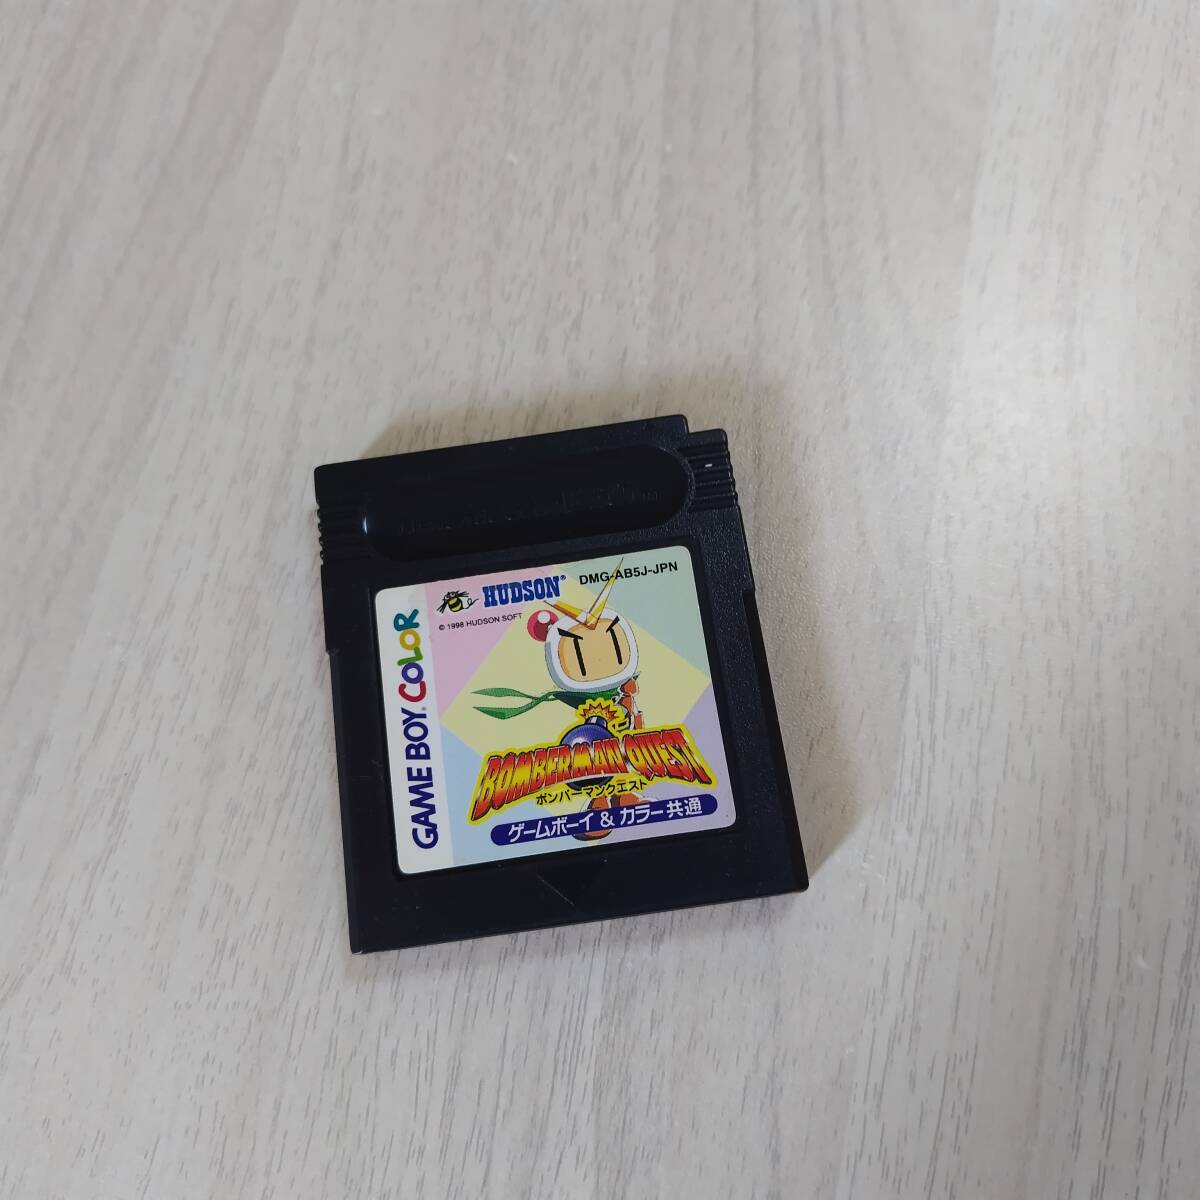 HUDSON®
DMG-AB5J-JPN
© 1998 HUDSON SOFT
GAME BOY COLOR
BOMBERMAN QUEST
ボンバーマンクエスト
ゲームボーイ & カラー共通